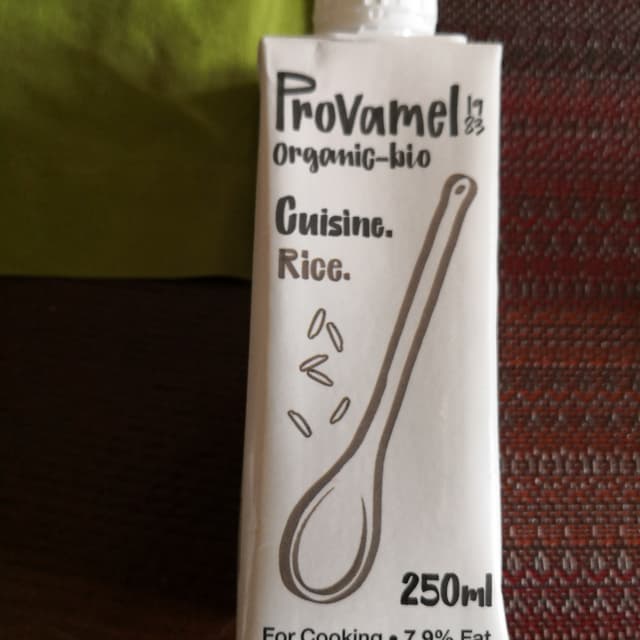 Provamel 19
83
organic-bio
Cuisine.
Rice.
250ml
For Cooking • 7.9% Fat